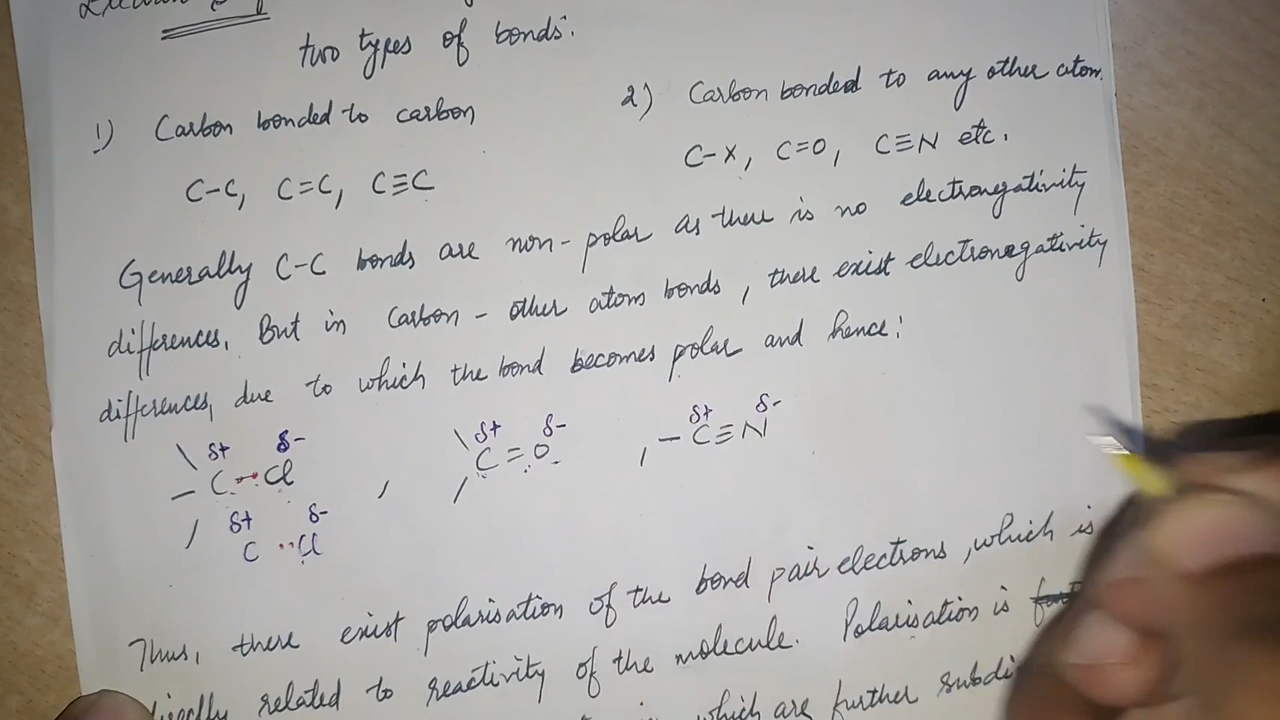 two types of bonds:
1) Carbon bonded to carbon
C-C, C=C, C≡C
2) Carbon bonded to any other atom.
C-X, C=O, C≡N etc.
Generally C-C bonds are non-polar as there is no electronegativity
differences. But in Carbon-other atom bonds, there exist electronegativity
differences, due to which the bond becomes polar and hence:
δ+ δ- C Cl , δ+ δ- C=O , δ+ δ- -C≡N
δ+ δ-
C ··Cl
Thus, there exist polarisation of the bond pair electrons, which is
related to reactivity of the molecule. Polarisation is
which are further